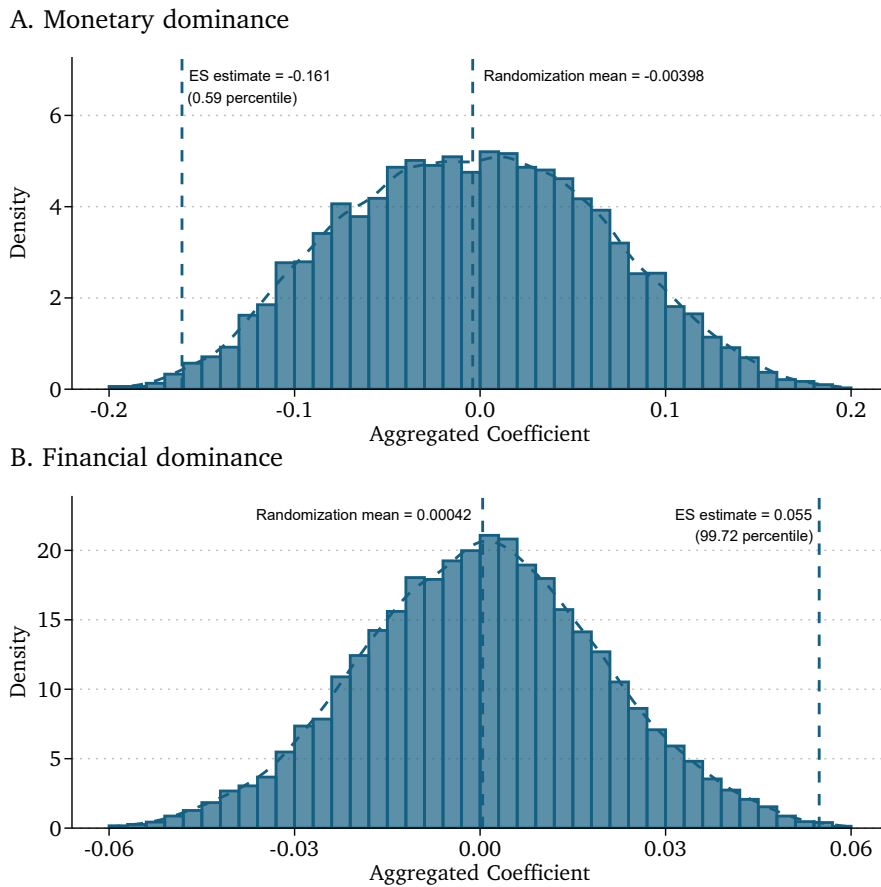 A. Monetary dominance
ES estimate = -0.161
(0.59 percentile)
Randomization mean = -0.00398
Density
6
4
2
0
-0.2
-0.1
0.0
0.1
0.2
Aggregated Coefficient
B. Financial dominance
Randomization mean = 0.00042
ES estimate = 0.055
(99.72 percentile)
Density
20
15
10
5
0
-0.06
-0.03
0.00
0.03
0.06
Aggregated Coefficient